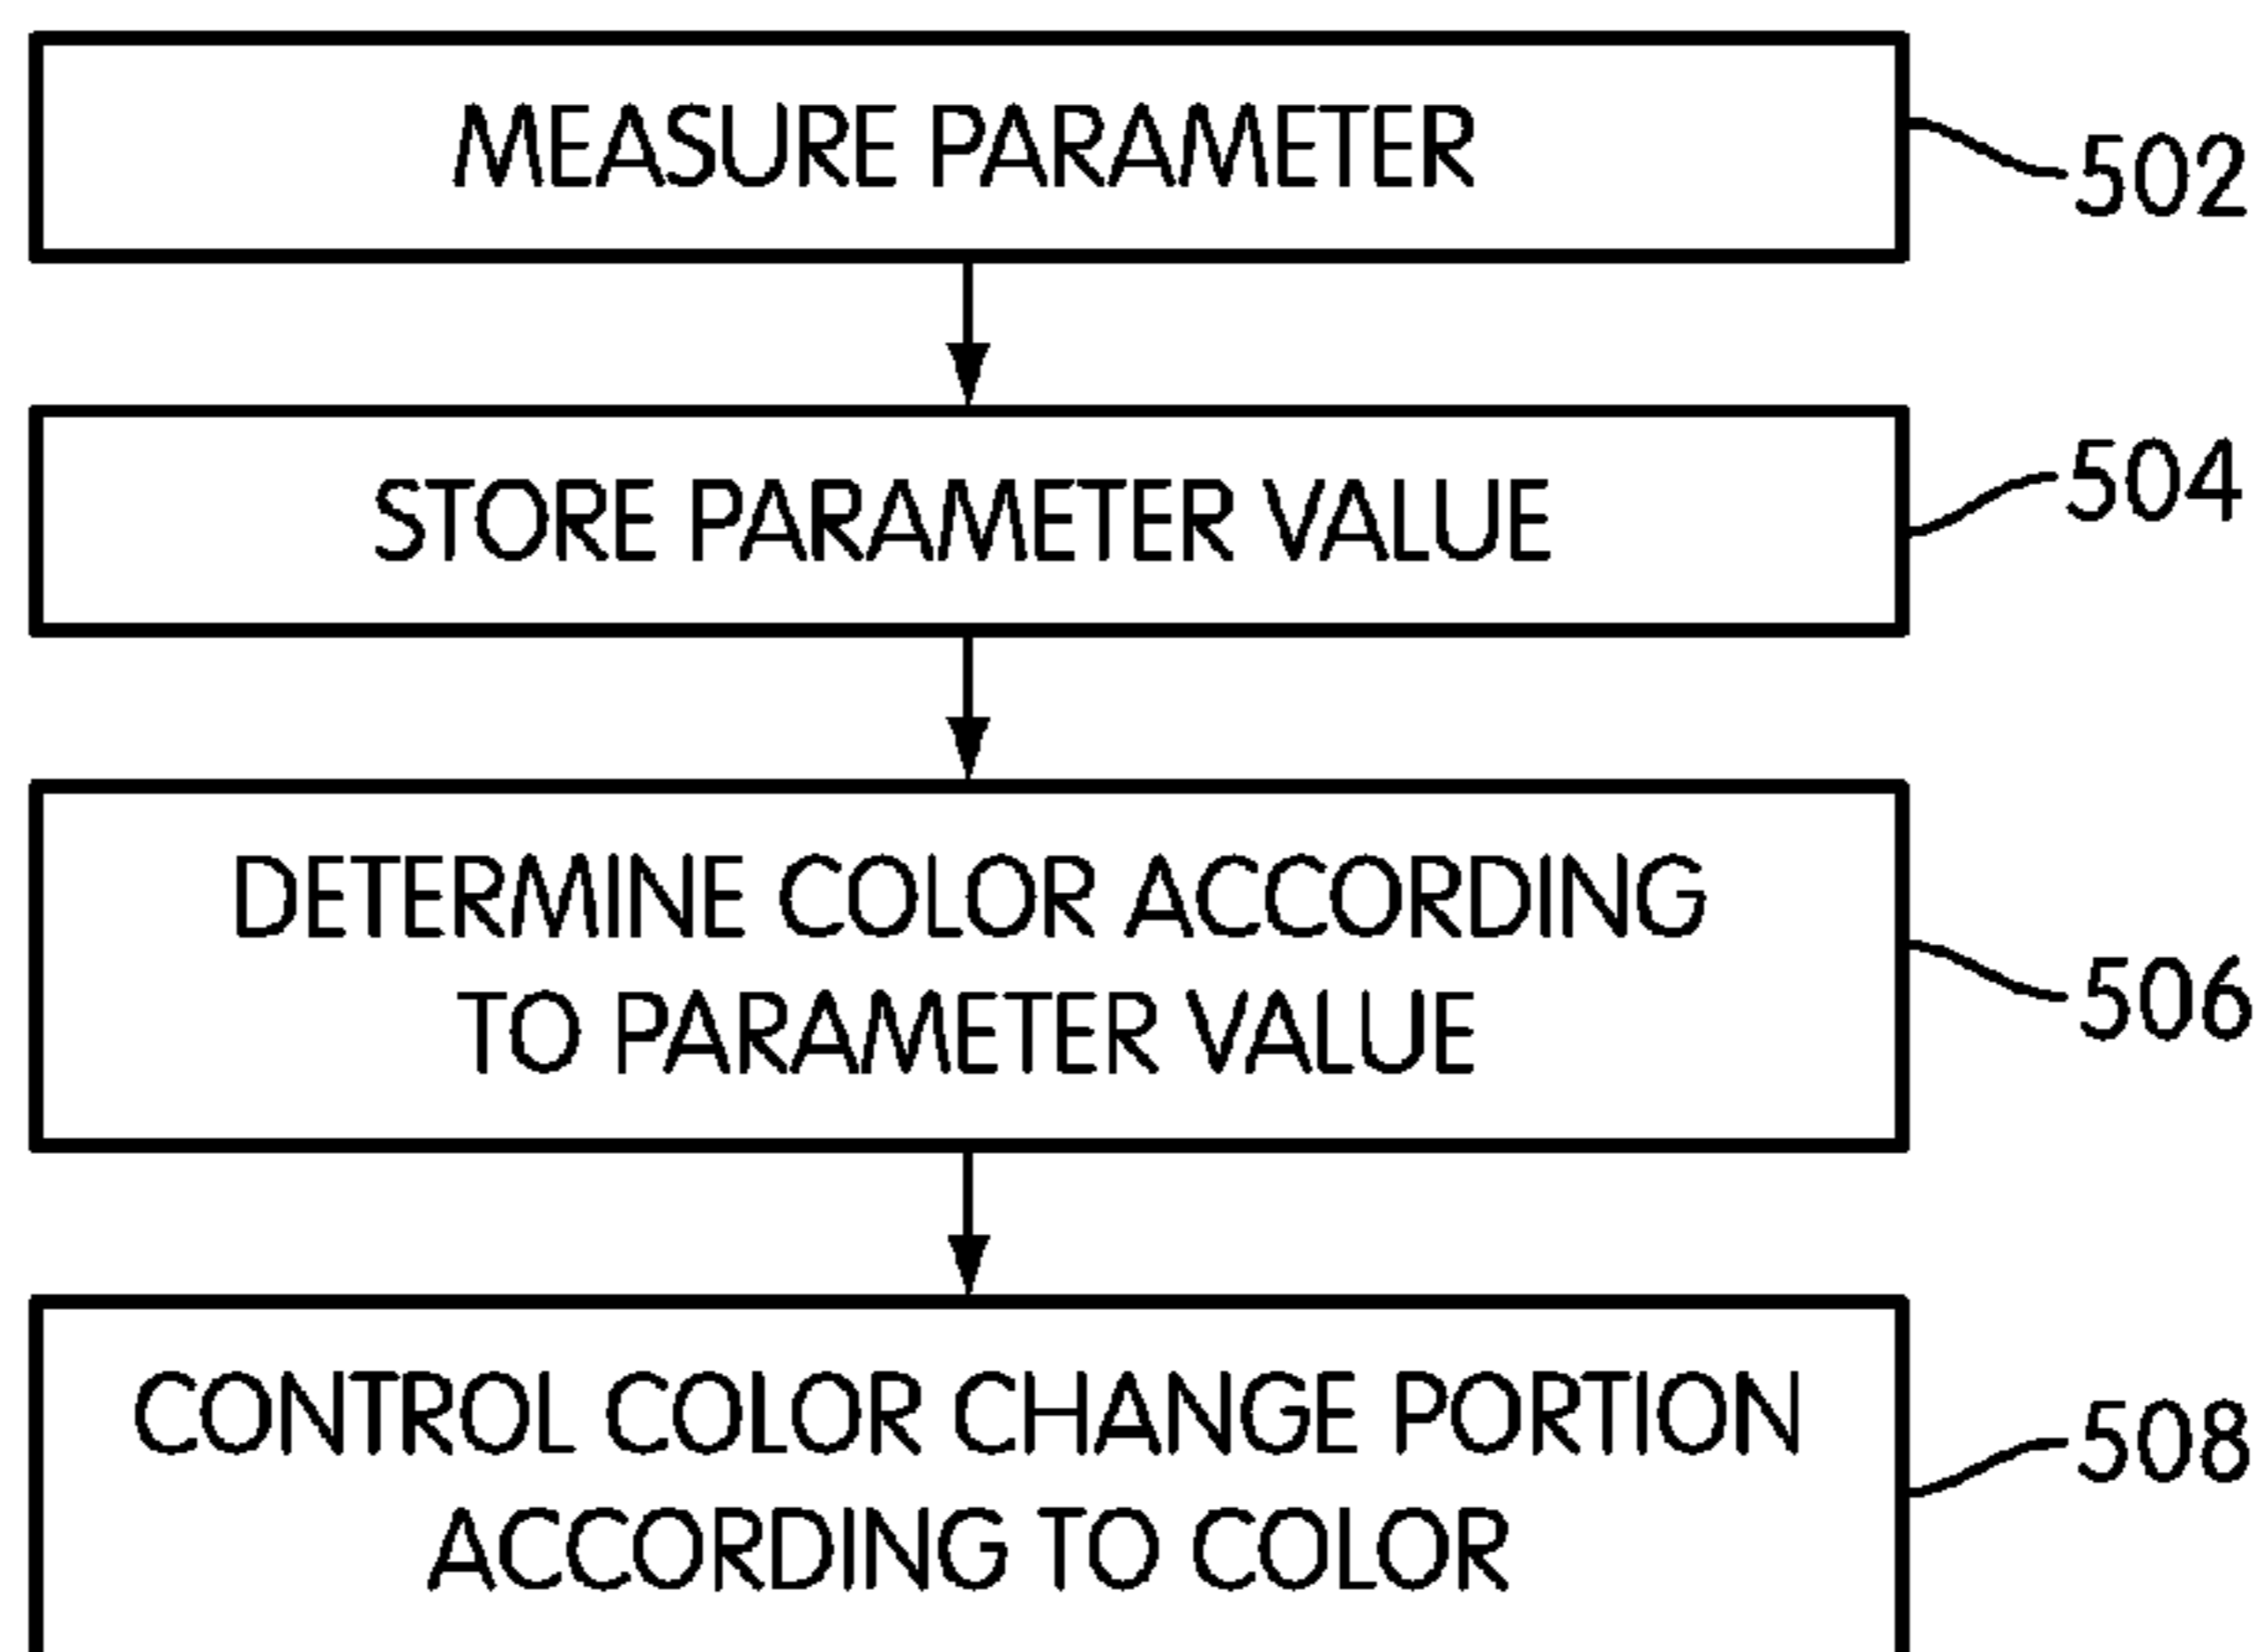 MEASURE PARAMETER
502
STORE PARAMETER VALUE
504
DETERMINE COLOR ACCORDING
TO PARAMETER VALUE
506
CONTROL COLOR CHANGE PORTION
ACCORDING TO COLOR
508